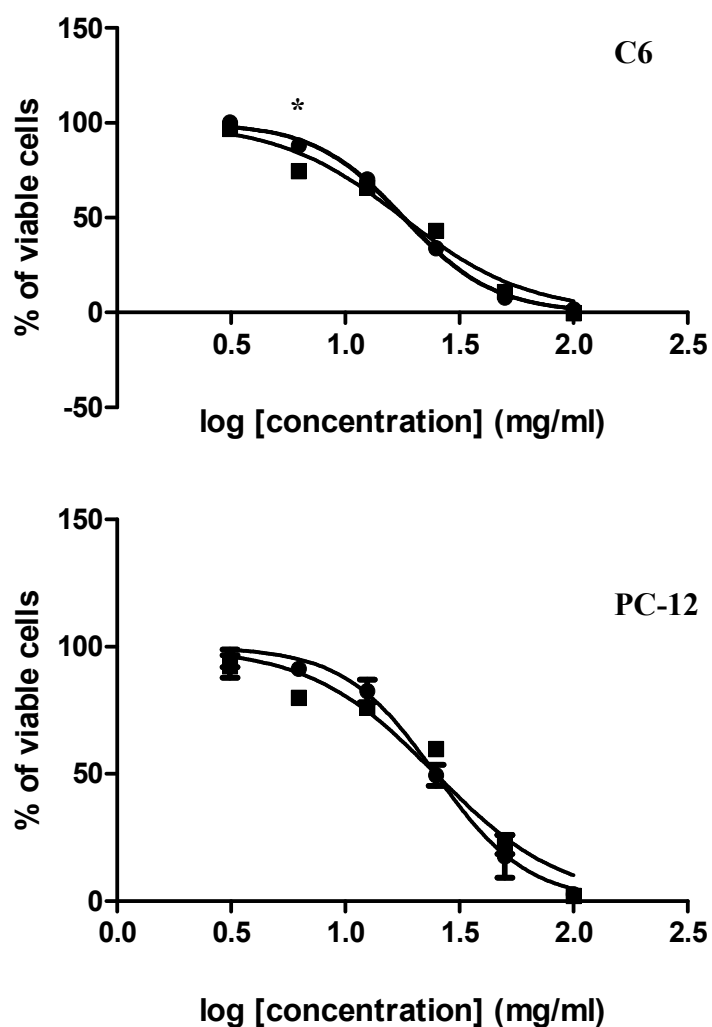 150
C6
100
*
50
0
-50
0.5 1.0 1.5 2.0 2.5
% of viable cells
log [concentration] (mg/ml)
150
PC-12
100
50
0
0.0 0.5 1.0 1.5 2.0 2.5
% of viable cells
log [concentration] (mg/ml)